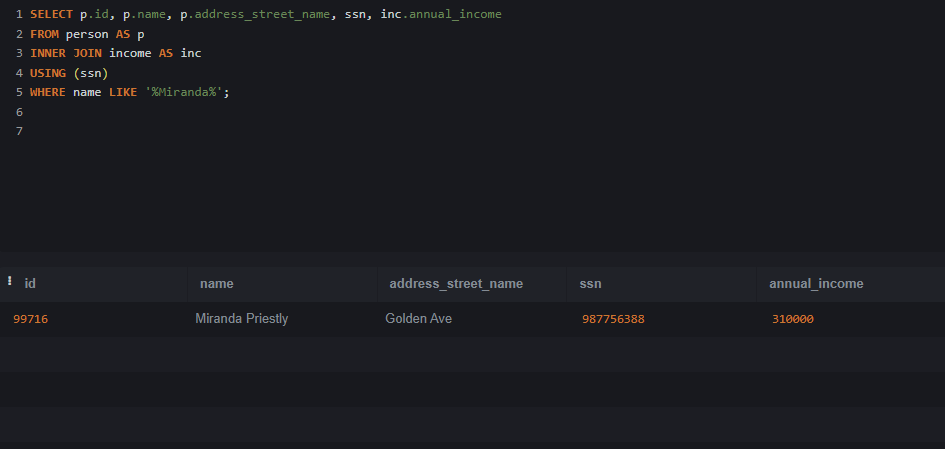 1 SELECT p.id, p.name, p.address_street_name, ssn, inc.annual_income
2 FROM person AS p
3 INNER JOIN income AS inc
4 USING (ssn)
5 WHERE name LIKE '%Miranda%';
6
7
id name address_street_name ssn annual_income
99716 Miranda Priestly Golden Ave 987756388 310000